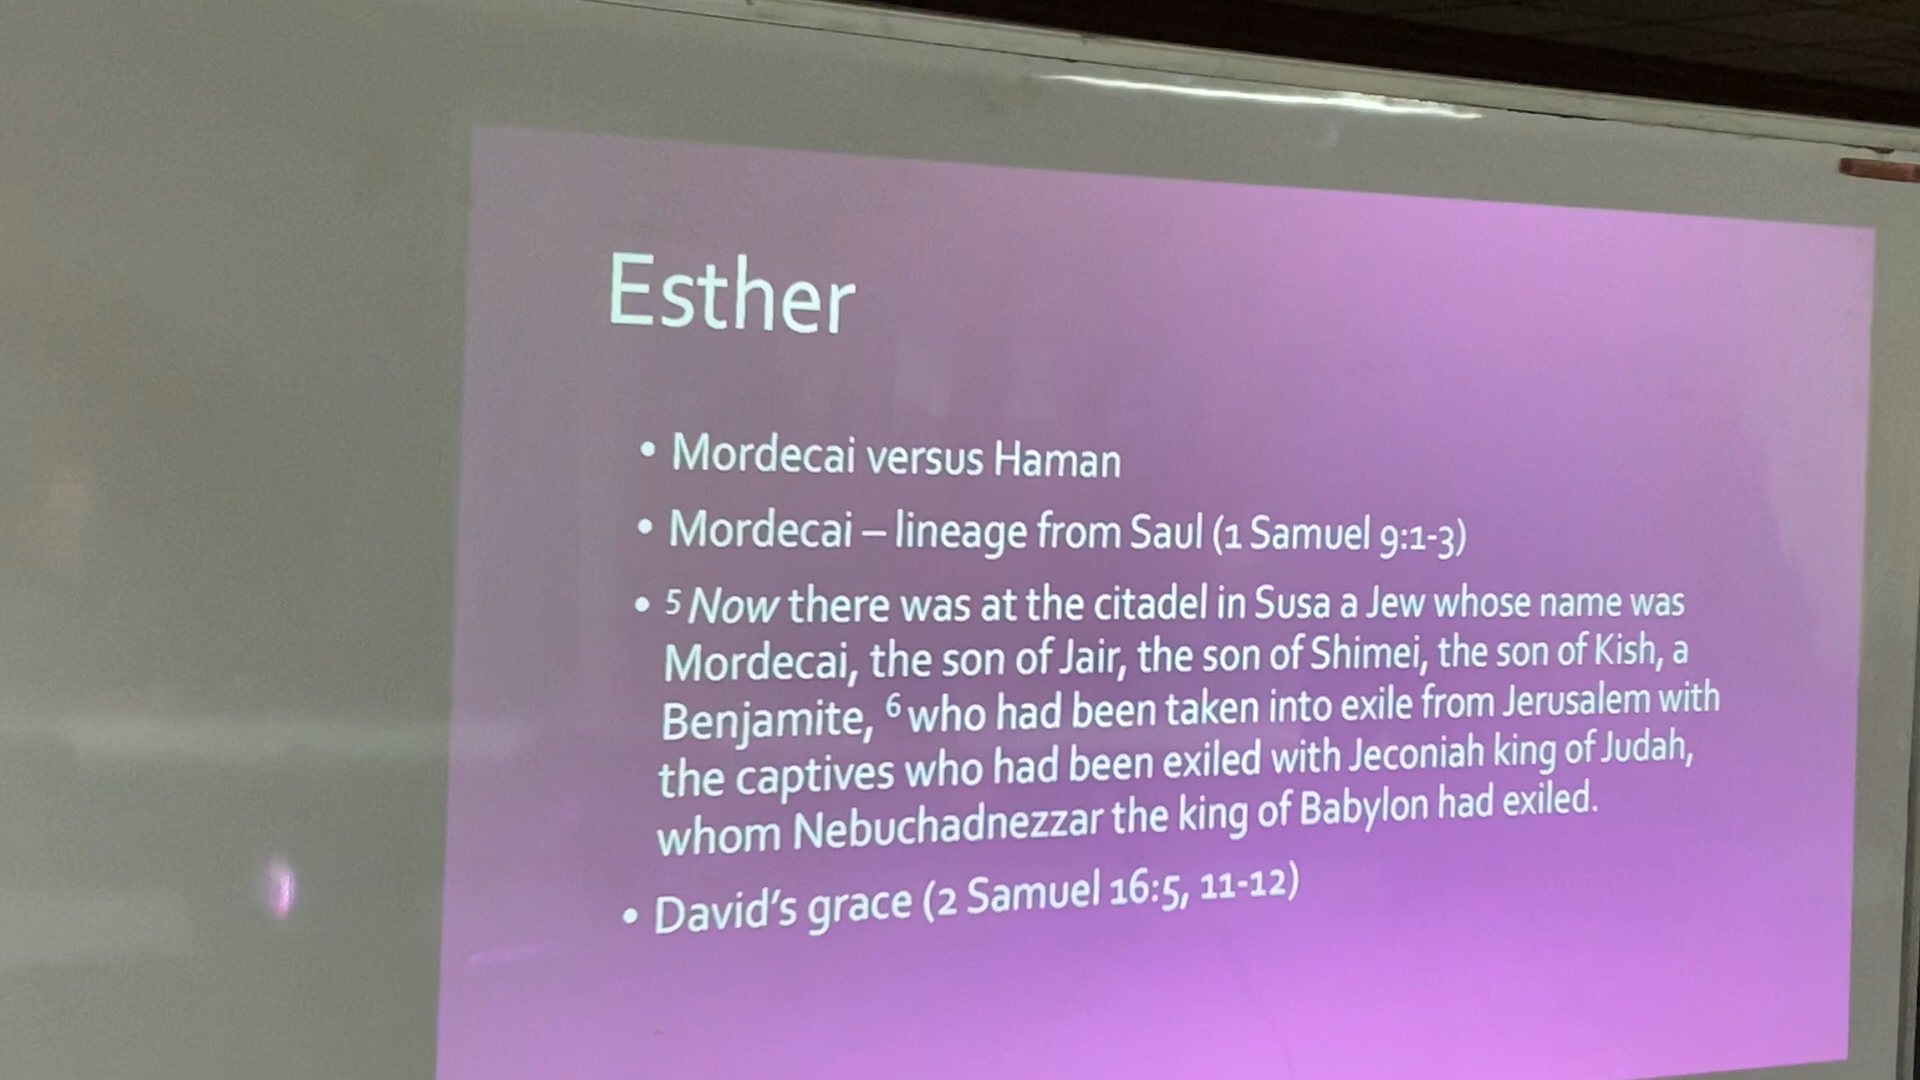 Esther
• Mordecai versus Haman
• Mordecai – lineage from Saul (1 Samuel 9:1-3)
• 5 Now there was at the citadel in Susa a Jew whose name was
Mordecai, the son of Jair, the son of Shimei, the son of Kish, a
Benjamite, 6 who had been taken into exile from Jerusalem with
the captives who had been exiled with Jeconiah king of Judah,
whom Nebuchadnezzar the king of Babylon had exiled.
• David's grace (2 Samuel 16:5, 11-12)